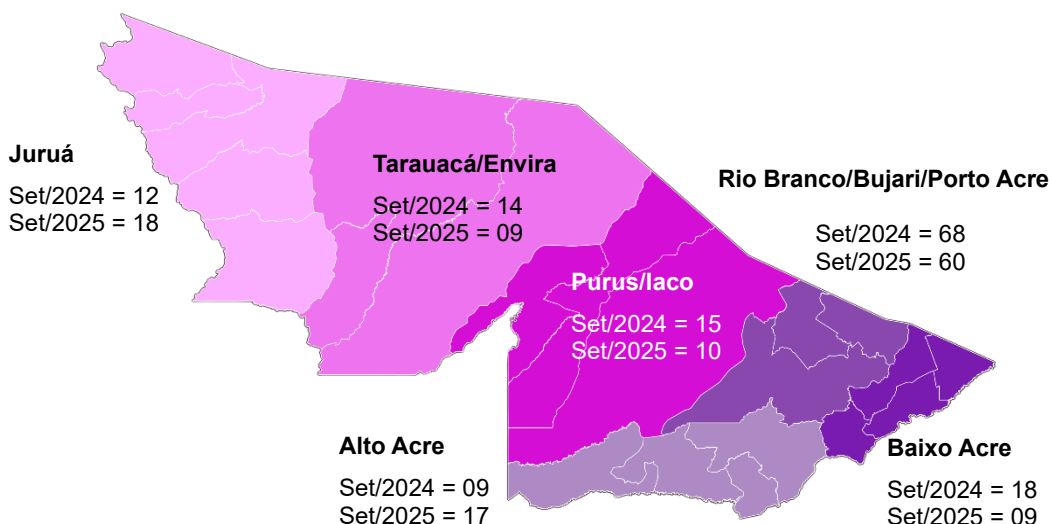 Juruá
Set/2024 = 12
Set/2025 = 18
Tarauacá/Envira
Set/2024 = 14
Set/2025 = 09
Rio Branco/Bujari/Porto Acre
Set/2024 = 68
Set/2025 = 60
Purus/Iaco
Set/2024 = 15
Set/2025 = 10
Alto Acre
Set/2024 = 09
Set/2025 = 17
Baixo Acre
Set/2024 = 18
Set/2025 = 09